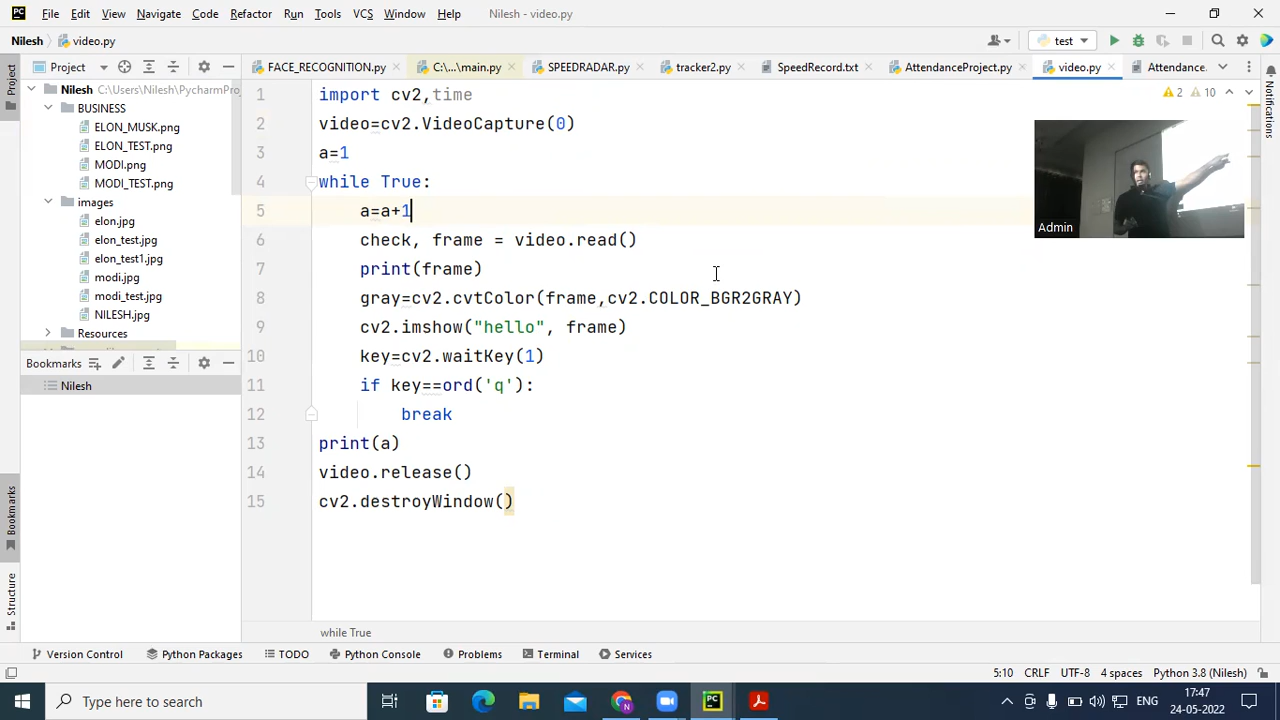 File Edit View Navigate Code Refactor Run Tools VCS Window Help Nilesh - video.py
Nilesh video.py test
Project
FACE_RECOGNITION.py C:\...\main.py SPEEDRADAR.py tracker2.py SpeedRecord.txt AttendanceProject.py video.py Attendance.
Nilesh C:\Users\Nilesh\PycharmPro
BUSINESS
ELON_MUSK.png
ELON_TEST.png
MODI.png
MODI_TEST.png
images
elon.jpg
elon_test.jpg
elon_test1.jpg
modi.jpg
modi_test.jpg
NILESH.jpg
Resources
Bookmarks
Nilesh
1 import cv2,time
2 video=cv2.VideoCapture(0)
3 a=1
4 while True:
5 a=a+1
6 check, frame = video.read()
7 print(frame)
8 gray=cv2.cvtColor(frame,cv2.COLOR_BGR2GRAY)
9 cv2.imshow("hello", frame)
10 key=cv2.waitKey(1)
11 if key==ord('q'):
12 break
13 print(a)
14 video.release()
15 cv2.destroyWindow()
2 10
Admin
Project
Bookmarks
Structure
Notifications
while True
Version Control Python Packages TODO Python Console Problems Terminal Services
5:10 CRLF UTF-8 4 spaces Python 3.8 (Nilesh)
Type here to search
ENG 17:47
24-05-2022